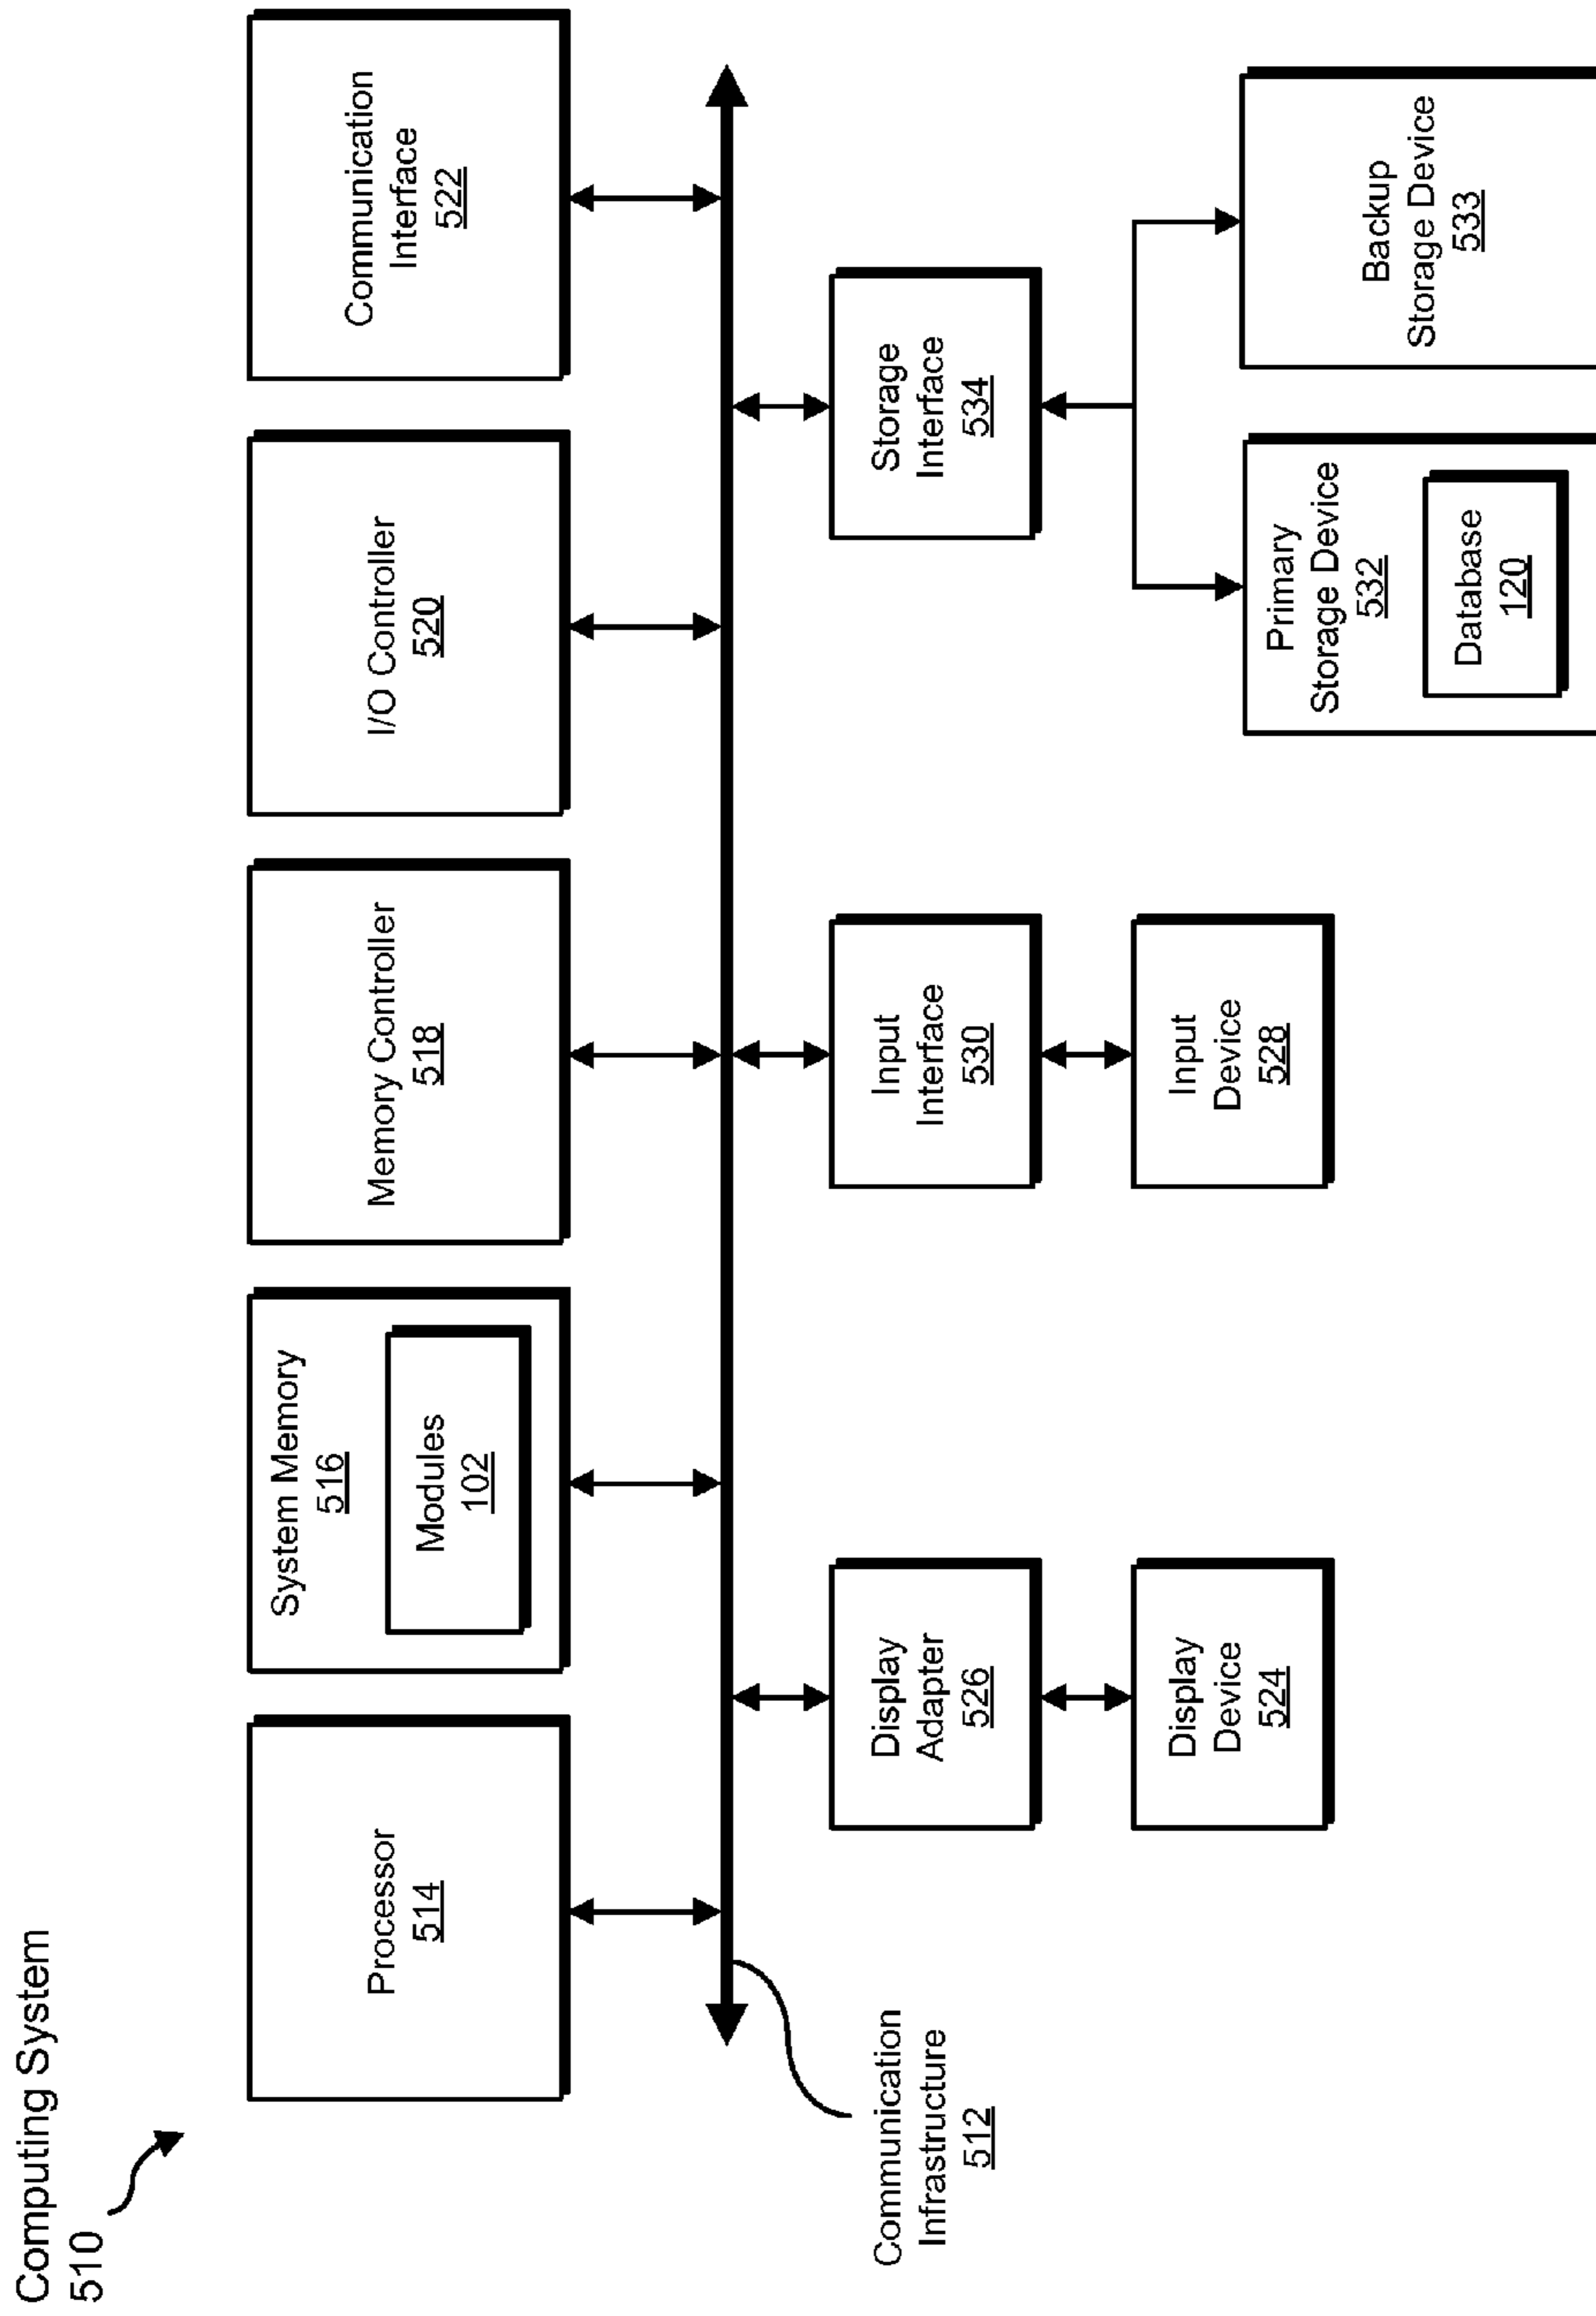 Computing System
510
Processor
514
System Memory
516
Modules
102
Memory Controller
518
I/O Controller
520
Communication
Interface
522
Communication
Infrastructure
512
Display
Adapter
526
Display
Device
524
Input
Interface
530
Input
Device
528
Storage
Interface
534
Primary
Storage Device
532
Database
120
Backup
Storage Device
533